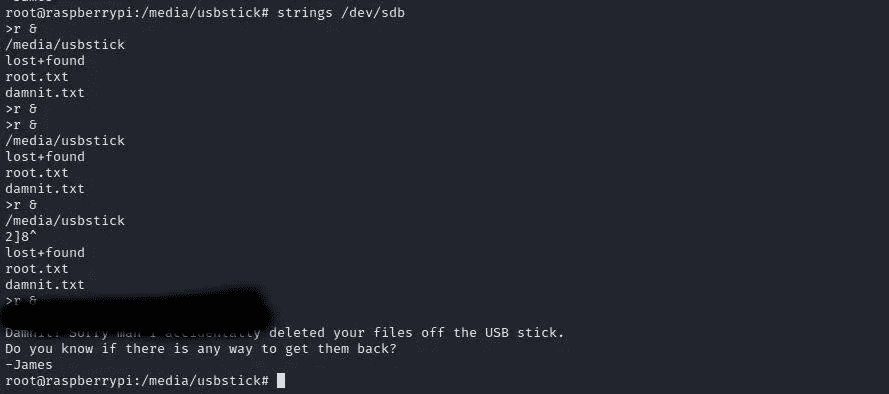 -James
root@raspberrypi:/media/usbstick# strings /dev/sdb
>r &
/media/usbstick
lost+found
root.txt
damnit.txt
>r &
>r &
/media/usbstick
lost+found
root.txt
damnit.txt
>r &
/media/usbstick
2]8^
lost+found
root.txt
damnit.txt
>r &
Damnit! Sorry man I accidentally deleted your files off the USB stick.
Do you know if there is any way to get them back?
-James
root@raspberrypi:/media/usbstick#